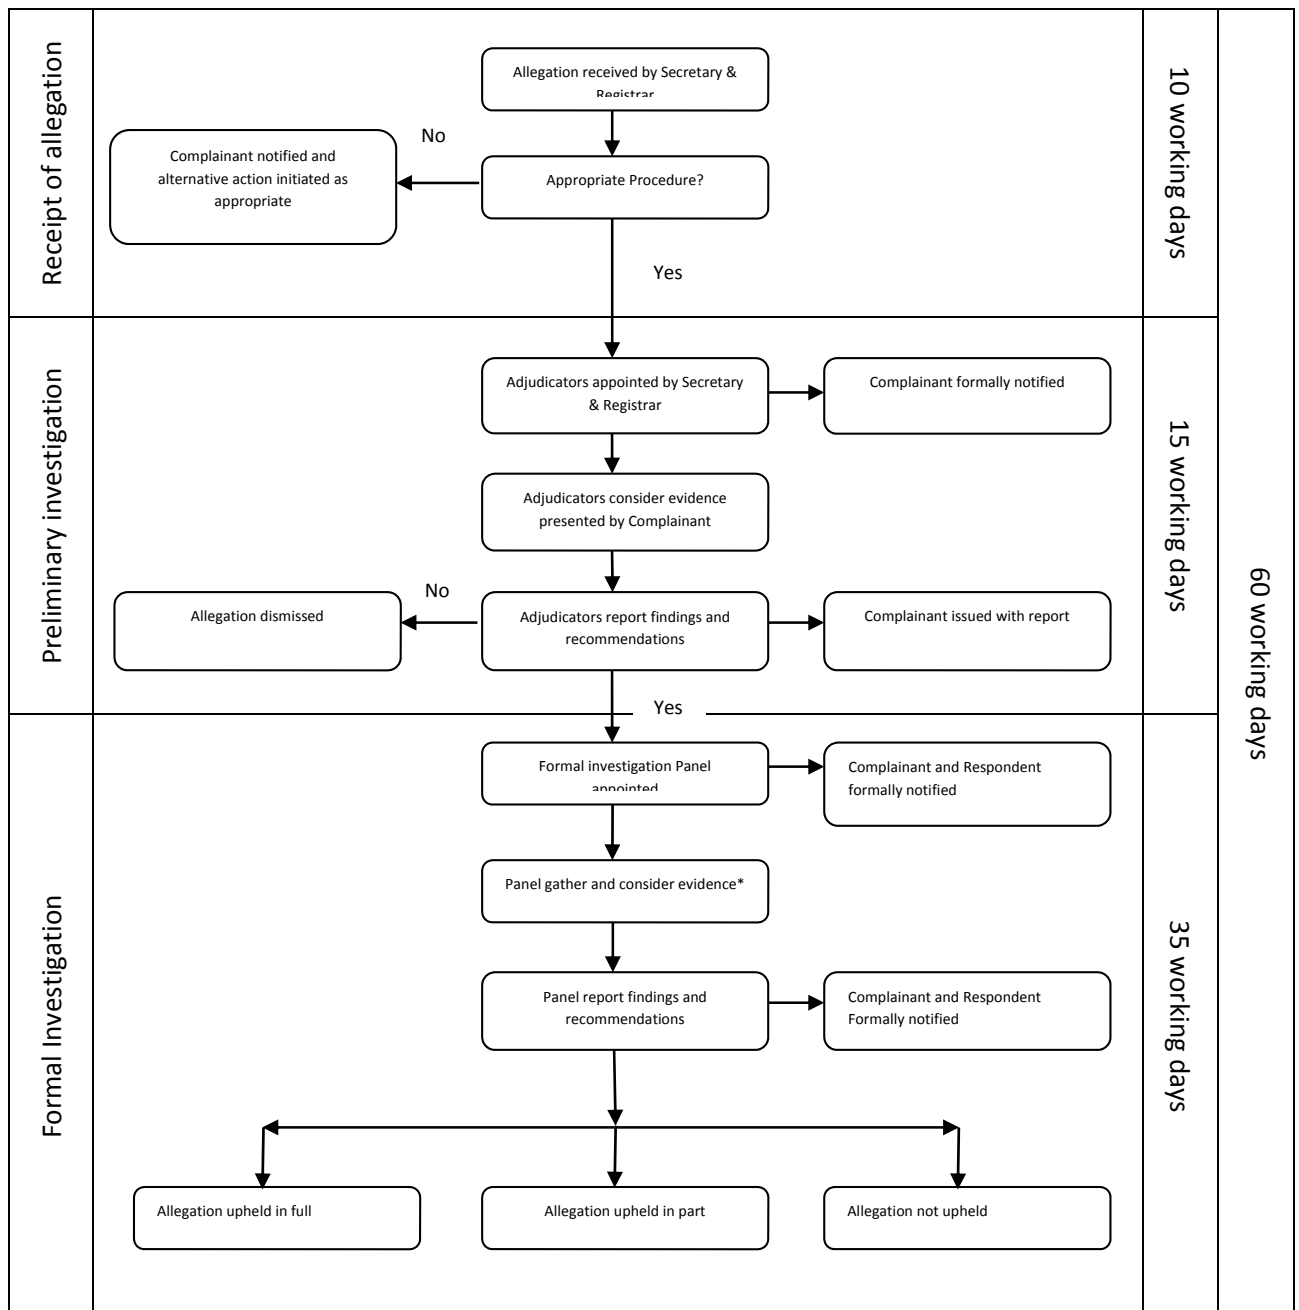 Receipt of allegation
Allegation received by Secretary &
Registrar
No
Complainant notified and
alternative action initiated as
appropriate
Appropriate Procedure?
Yes
10 working days
Preliminary investigation
Adjudicators appointed by Secretary
& Registrar
Complainant formally notified
Adjudicators consider evidence
presented by Complainant
No
Allegation dismissed
Adjudicators report findings and
recommendations
Complainant issued with report
Yes
15 working days
60 working days
Formal Investigation
Formal investigation Panel
appointed
Complainant and Respondent
formally notified
Panel gather and consider evidence*
Panel report findings and
recommendations
Complainant and Respondent
Formally notified
35 working days
Allegation upheld in full
Allegation upheld in part
Allegation not upheld